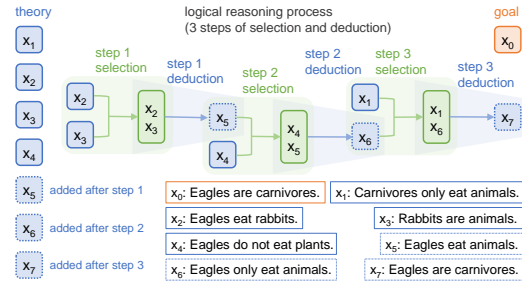 theory
logical reasoning process
(3 steps of selection and deduction)
goal
x1
x0
x2
x3
x4
x5 added after step 1
x6 added after step 2
x7 added after step 3
step 1
selection
step 1
deduction
step 2
selection
step 2
deduction
step 3
selection
step 3
deduction
x2
x3
x2
x3
x5
x4
x4
x5
x1
x6
x1
x6
x7
x0: Eagles are carnivores.
x1: Carnivores only eat animals.
x2: Eagles eat rabbits.
x3: Rabbits are animals.
x4: Eagles do not eat plants.
x5: Eagles eat animals.
x6: Eagles only eat animals.
x7: Eagles are carnivores.